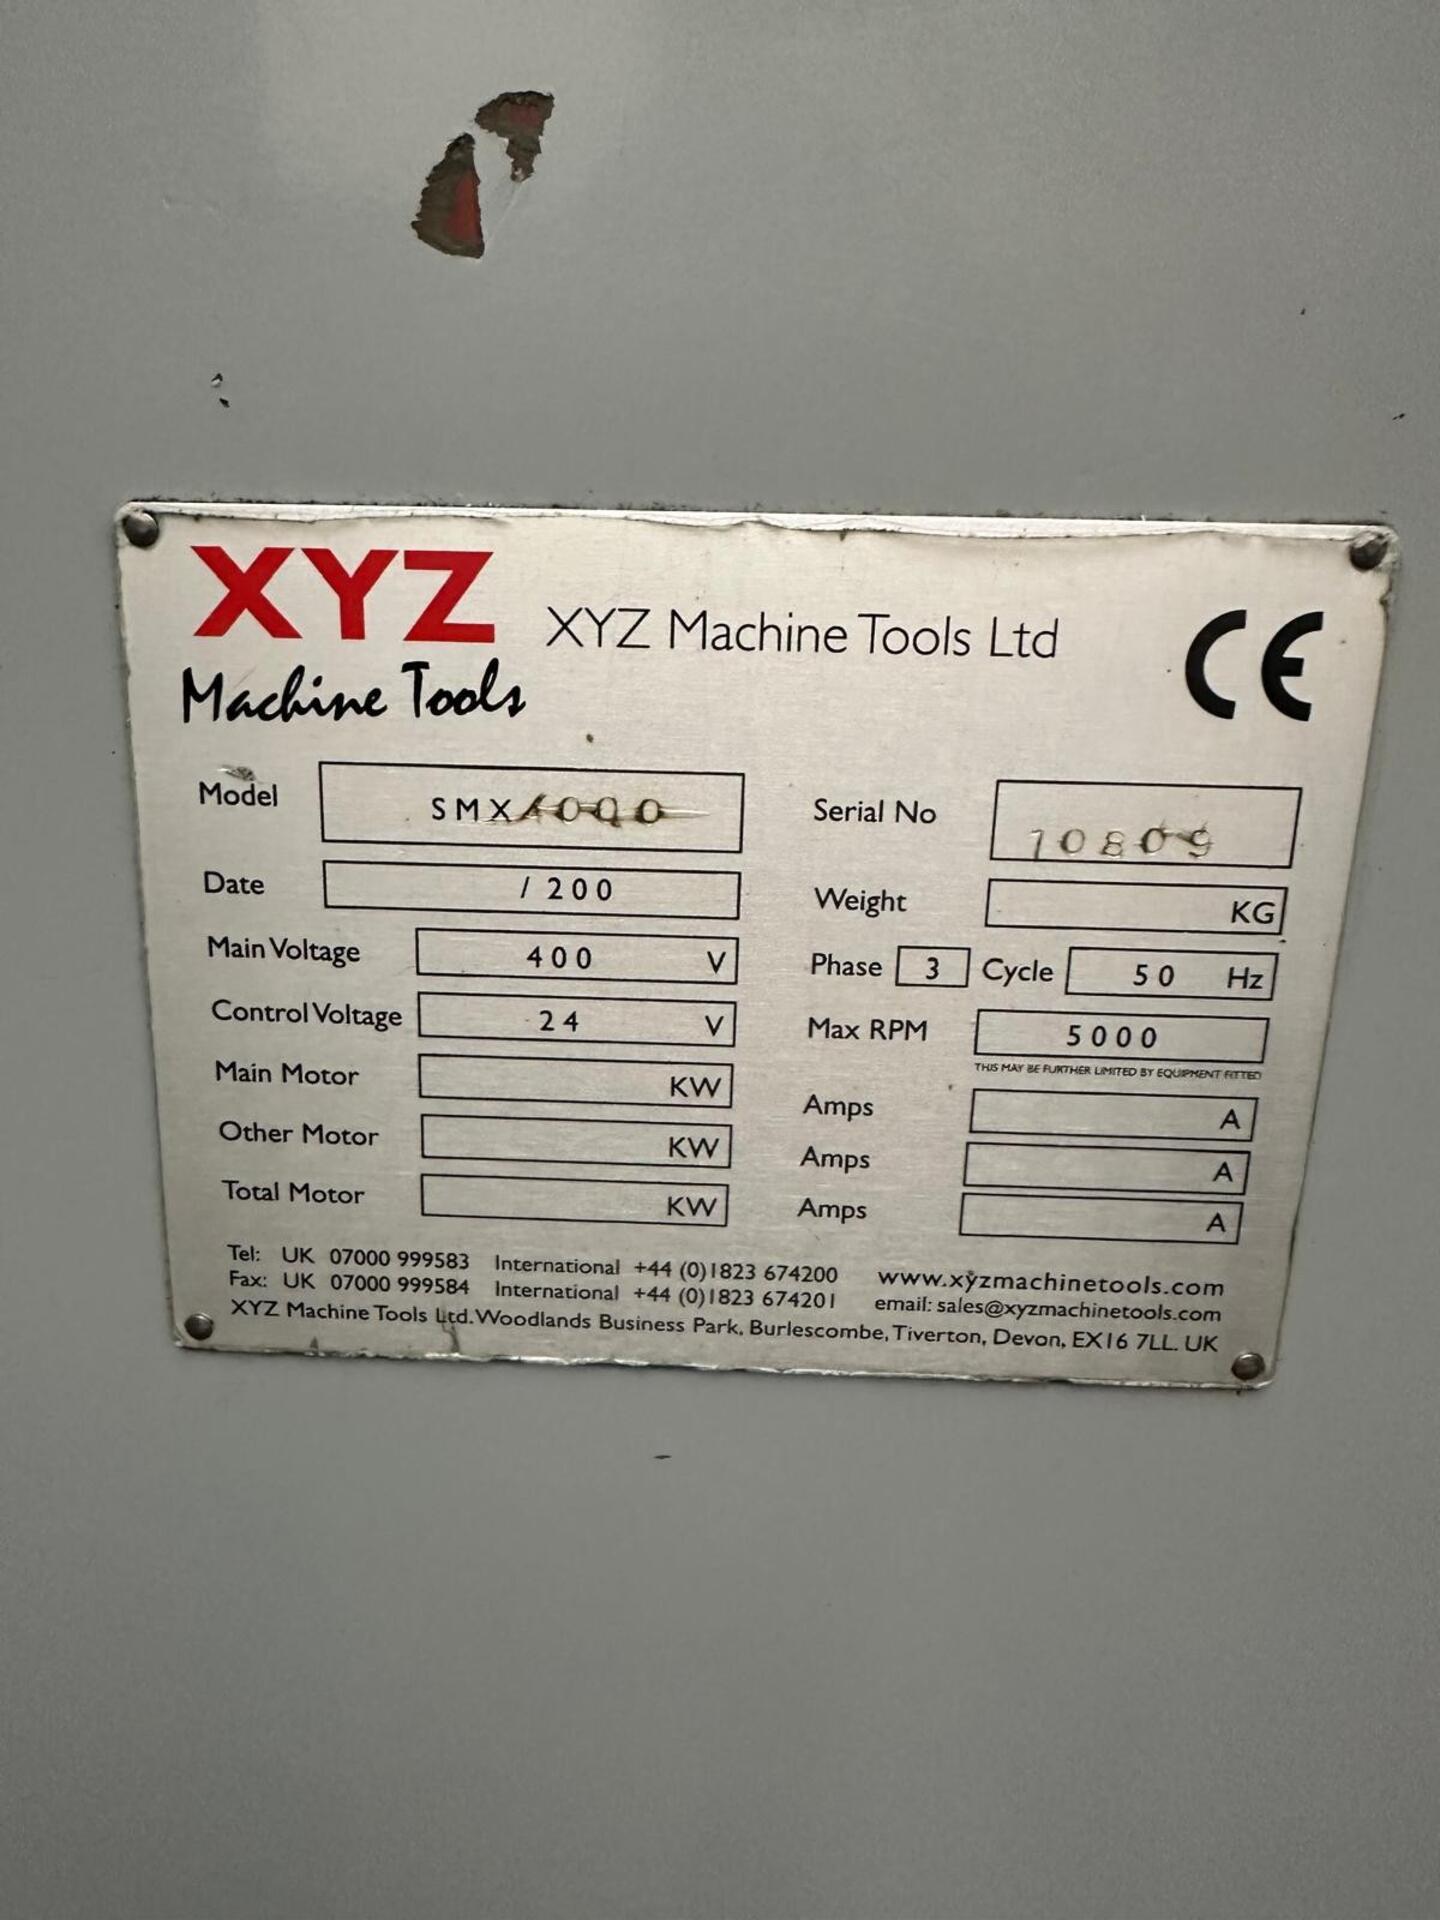 XYZ
Machine Tools
XYZ Machine Tools Ltd
CE
Model SMX 4000
Serial No 10809
Date / 200
Weight KG
Main Voltage 400 V
Phase 3 Cycle 50 Hz
Control Voltage 24 V
Max RPM 5000
THIS MAY BE FURTHER LIMITED BY EQUIPMENT FITTED
Main Motor KW
Amps A
Other Motor KW
Amps A
Total Motor KW
Amps A
Tel: UK 07000 999583 International +44 (0)1823 674200 www.xyzmachinetools.com
Fax: UK 07000 999584 International +44 (0)1823 674201 email: sales@xyzmachinetools.com
XYZ Machine Tools Ltd. Woodlands Business Park, Burlescombe, Tiverton, Devon, EX16 7LL. UK